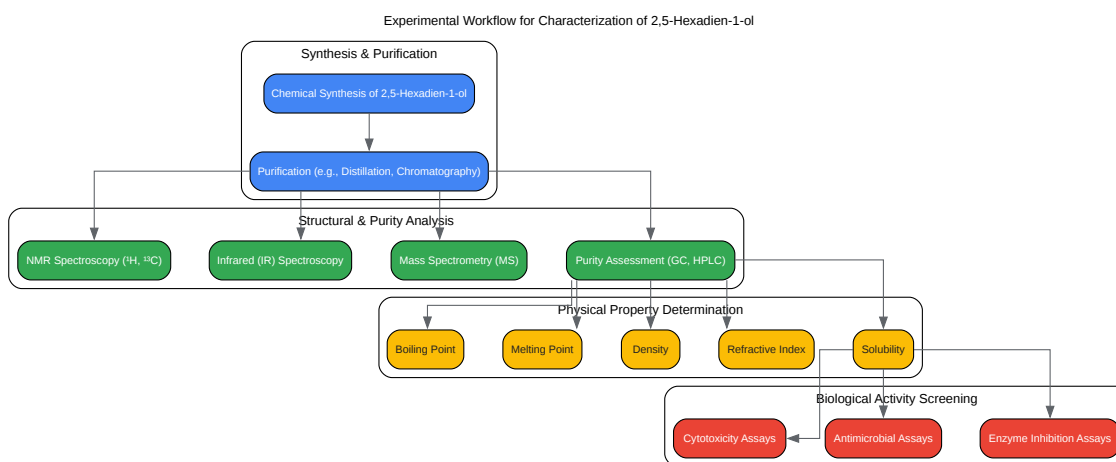 Experimental Workflow for Characterization of 2,5-Hexadien-1-ol
Synthesis & Purification
Chemical Synthesis of 2,5-Hexadien-1-ol
Purification (e.g., Distillation, Chromatography)
Structural & Purity Analysis
NMR Spectroscopy (¹H, ¹³C)
Infrared (IR) Spectroscopy
Mass Spectrometry (MS)
Purity Assessment (GC, HPLC)
Physical Property Determination
Boiling Point
Melting Point
Density
Refractive Index
Solubility
Biological Activity Screening
Cytotoxicity Assays
Antimicrobial Assays
Enzyme Inhibition Assays